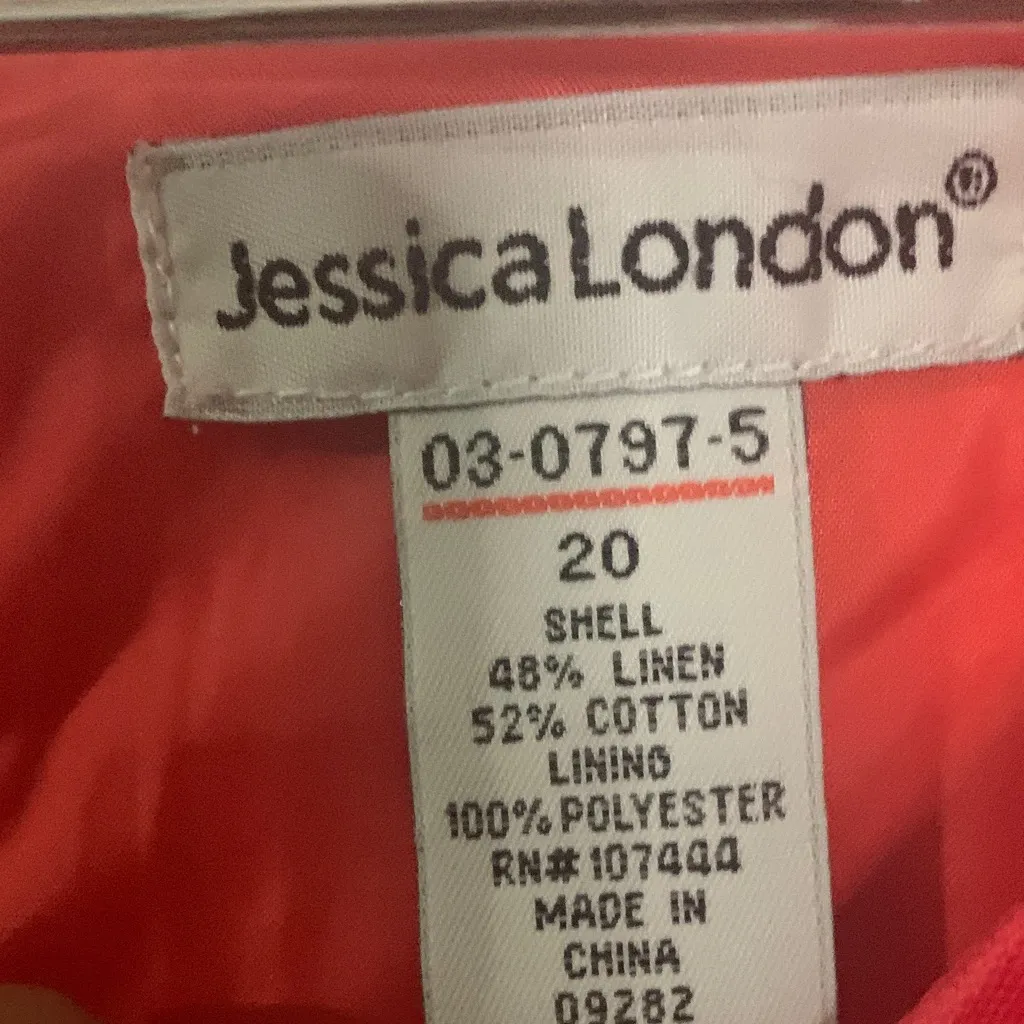 Jessica London®
03-0797-5
20
SHELL
48% LINEN
52% COTTON
LINING
100% POLYESTER
RN# 107444
MADE IN
CHINA
09282